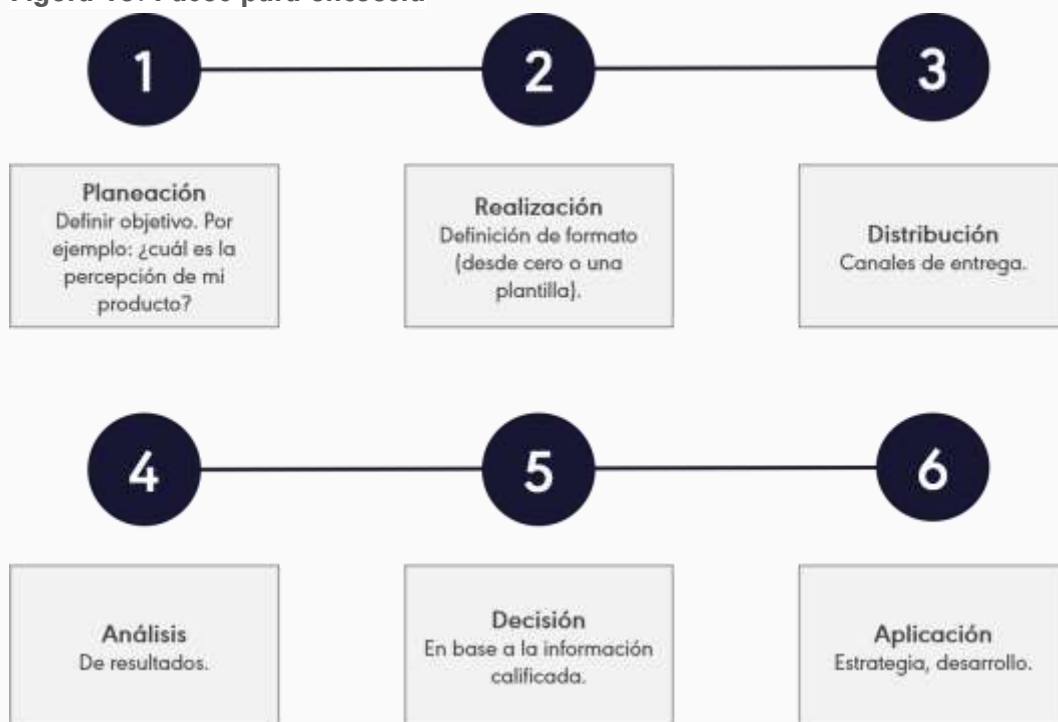 1
2
3
Planeación
Definir objetivo. Por
ejemplo: ¿cuál es la
percepción de mi
producto?
Realización
Definición de formato
(desde cero o una
plantilla).
Distribución
Canales de entrega.
4
5
6
Análisis
De resultados.
Decisión
En base a la información
calificada.
Aplicación
Estrategia, desarrollo.